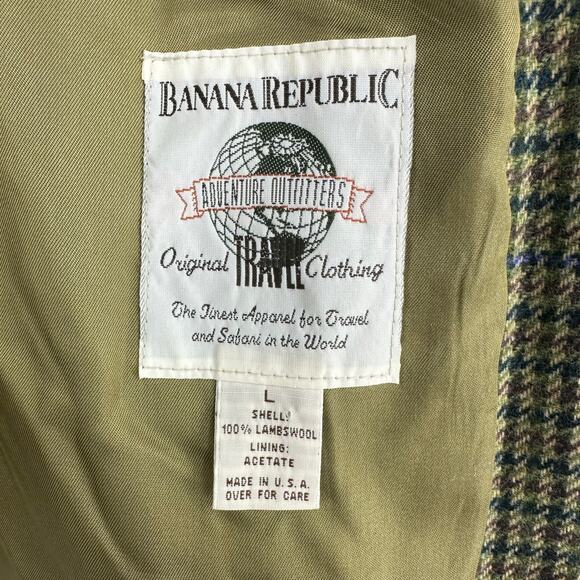 BANANA REPUBLIC
ADVENTURE OUTFITTERS
Original TRAVEL Clothing
The Finest Apparel for Travel
and Safari in the World
L
SHELL:
100% LAMBSWOOL
LINING:
ACETATE
MADE IN U.S.A.
OVER FOR CARE